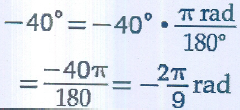 −40° = −40° • π rad / 180°
= −40π / 180 = − 2π / 9 rad